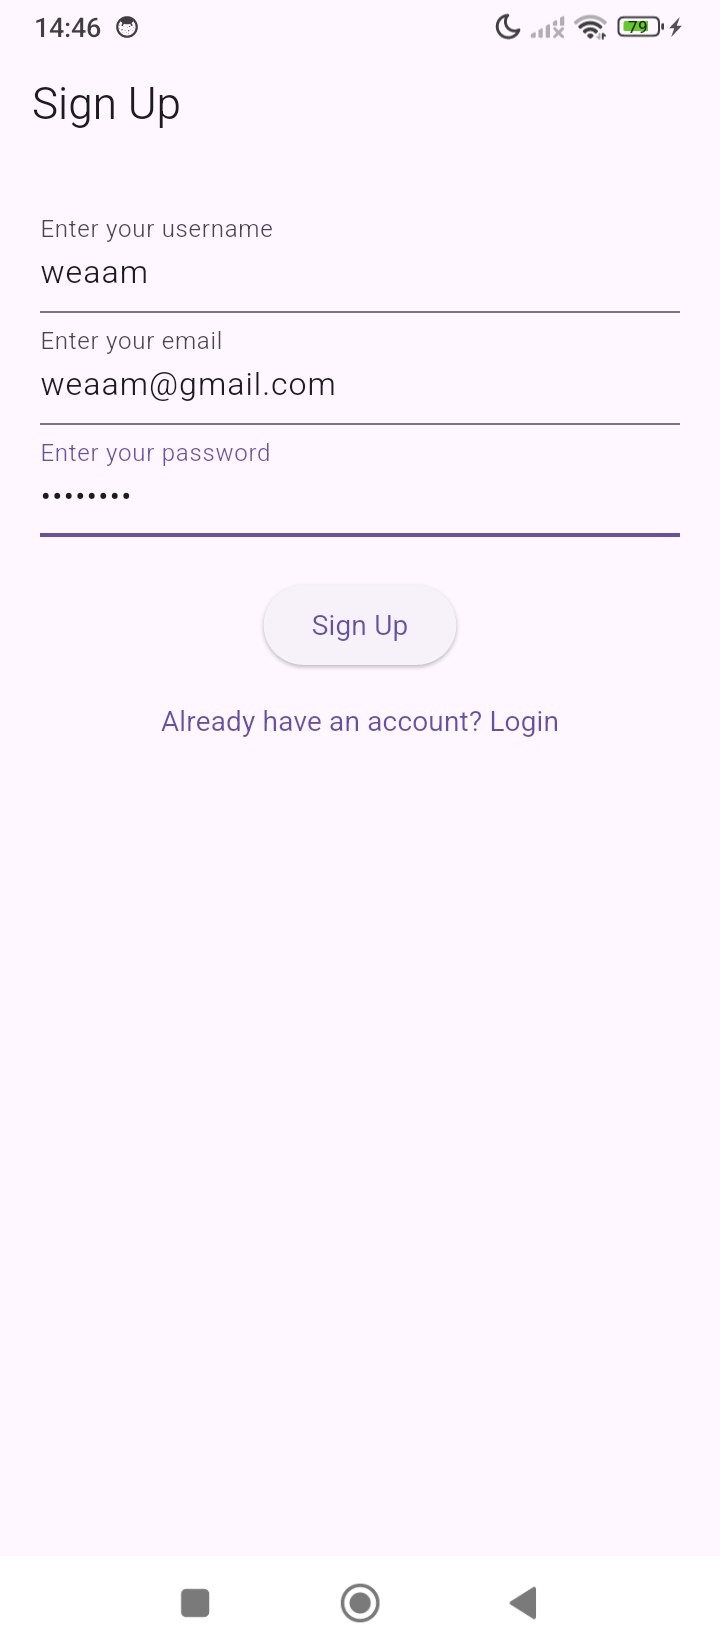 14:46
79
Sign Up
Enter your username
weaam
Enter your email
weaam@gmail.com
Enter your password
••••••••
Sign Up
Already have an account? Login